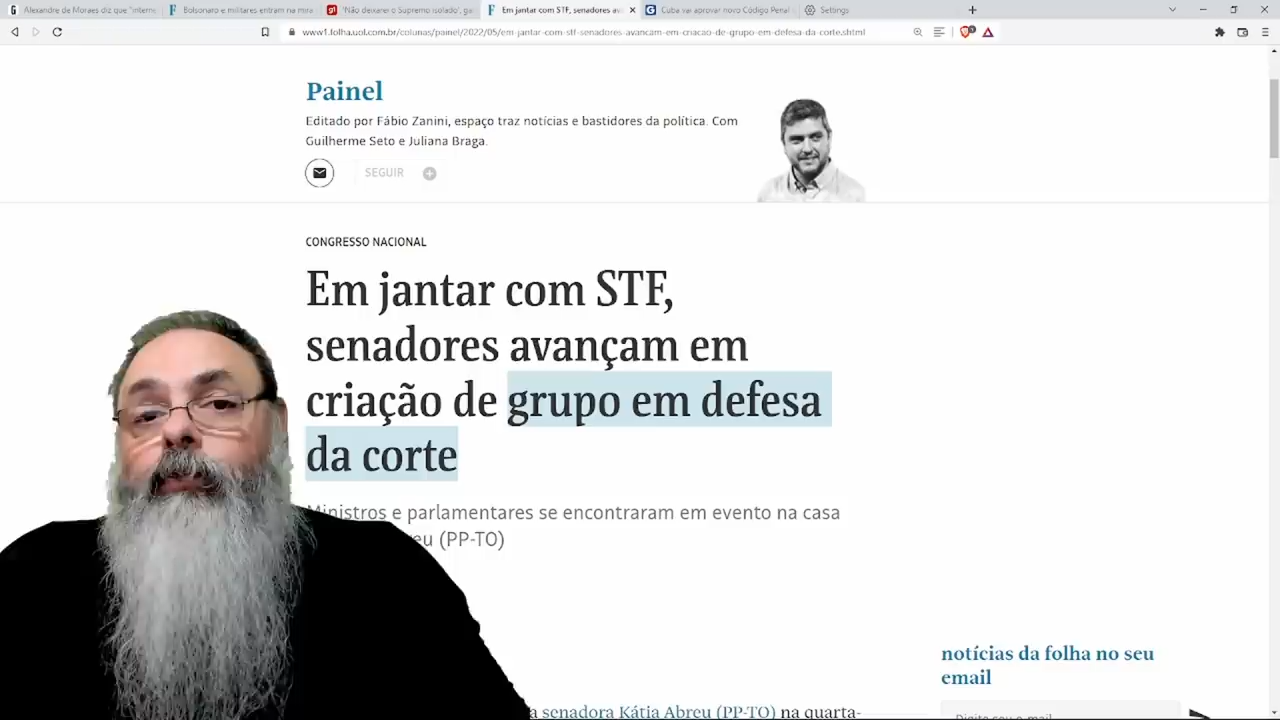 Alexandre de Moraes diz que "intern
Bolsonaro e militares entram na mira
'Não deixarei o Supremo isolado', ga
Em jantar com STF, senadores av
Cuba vai aprovar novo Código Penal
Settings
www1.folha.uol.com.br/colunas/painel/2022/05/em-jantar-com-stf-senadores-avancam-em-criacao-de-grupo-em-defesa-da-corte.shtml
Painel
Editado por Fábio Zanini, espaço traz notícias e bastidores da política. Com
Guilherme Seto e Juliana Braga.
SEGUIR
CONGRESSO NACIONAL
Em jantar com STF,
senadores avançam em
criação de grupo em defesa
da corte
Ministros e parlamentares se encontraram em evento na casa
eu (PP-TO)
notícias da folha no seu
email
a senadora Kátia Abreu (PP-TO) na quarta-
Digite seu e-mail